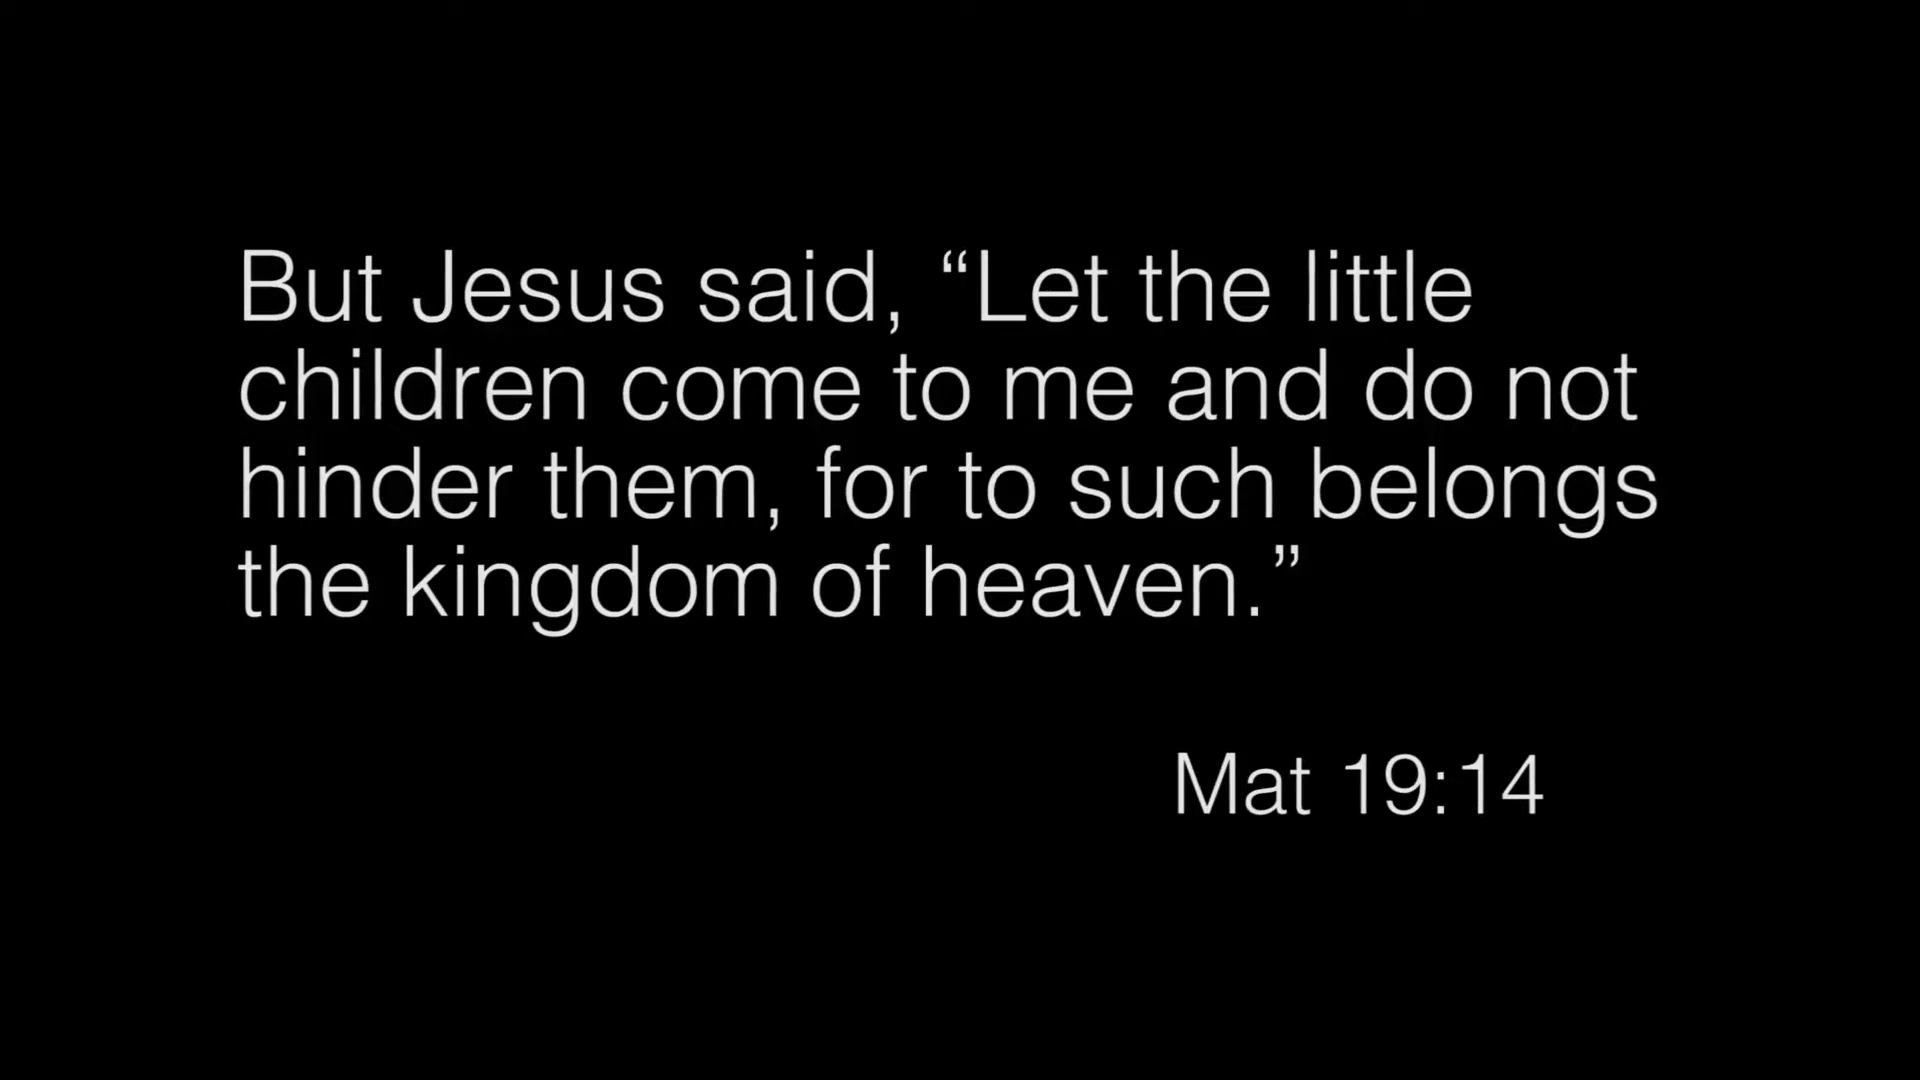 But Jesus said, “Let the little
children come to me and do not
hinder them, for to such belongs
the kingdom of heaven.”
Mat 19:14